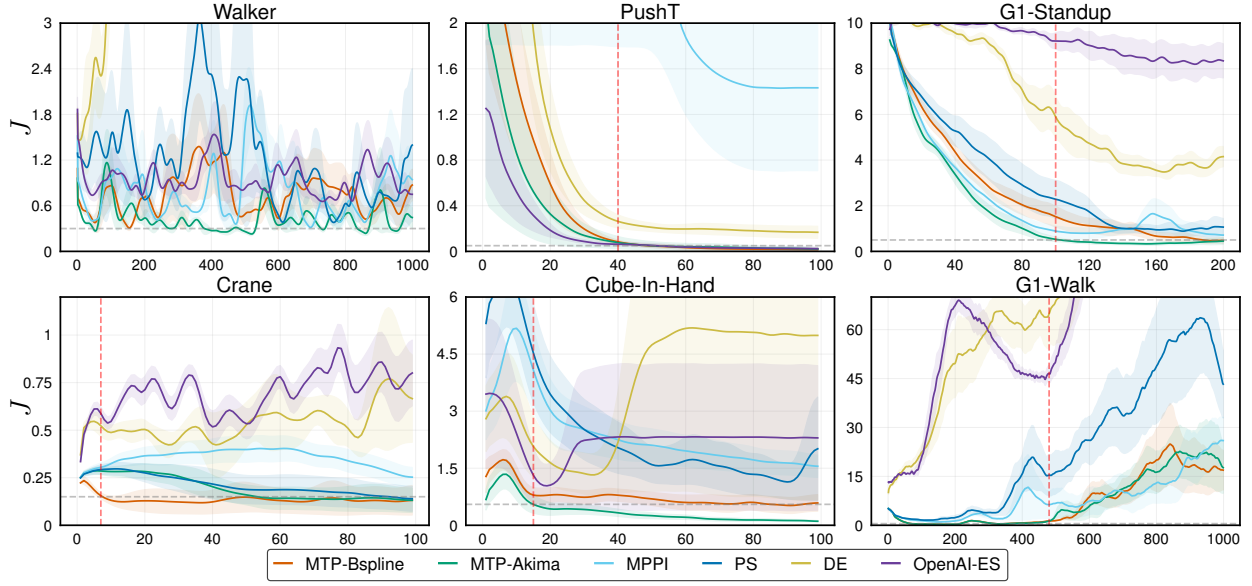 Walker
PushT
G1-Standup
J
3
2.4
1.8
1.2
0.6
0
0 200 400 600 800 1000
2
1.6
1.2
0.8
0.4
0
0 20 40 60 80 100
10
8
6
4
2
0
0 40 80 120 160 200
Crane
Cube-In-Hand
G1-Walk
J
1
0.75
0.5
0.25
0
0 20 40 60 80 100
6
4.5
3
1.5
0
0 20 40 60 80 100
60
45
30
15
0
0 200 400 600 800 1000
MTP-Bspline MTP-Akima MPPI PS DE OpenAI-ES